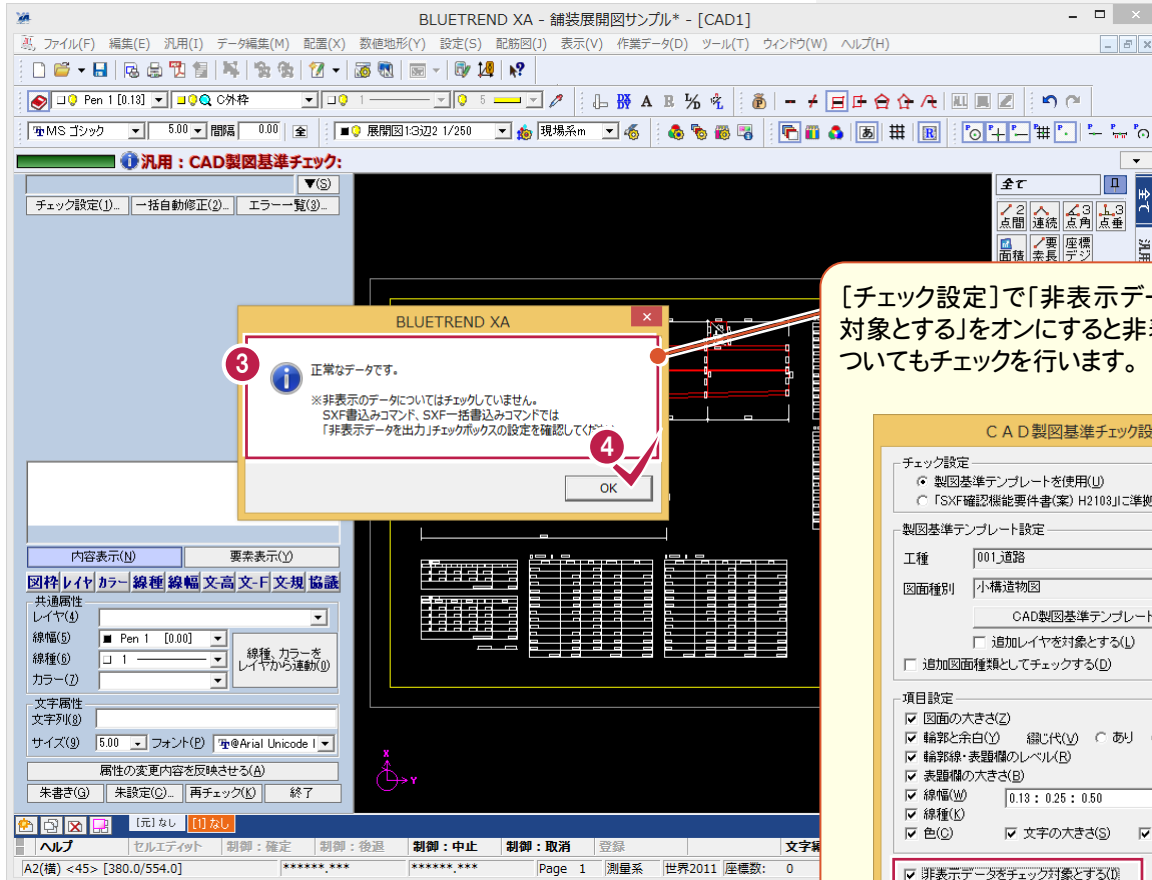 BLUETREND XA - 舗装展開図サンプル* - [CAD1]
ファイル(F) 編集(E) 汎用(I) データ編集(M) 配置(X) 数値地形(Y) 設定(S) 配筋図(J) 表示(V) 作業データ(D) ツール(T) ウィンドウ(W) ヘルプ(H)
Pen 1 [0.13] C外枠 1 5
MS ゴシック 5.00 間隔 0.00 全 展開図1:3辺2 1/250 現場系m
汎用：CAD製図基準チェック:
▼(S)
チェック設定(1)... 一括自動修正(2)... エラー一覧(3)...
全て
2点間 連続 3点角 3点垂
面積 要素長 座標デジ
全て
汎用
[チェック設定]で「非表示デー
対象とする」をオンにすると非表
ついてもチェックを行います。
BLUETREND XA
3
正常なデータです。
※非表示のデータについてはチェックしていません。
SXF書込みコマンド、SXF一括書込みコマンドでは
「非表示データを出力」チェックボックスの設定を確認してくだ
4
OK
ＣＡＤ製図基準チェック設
チェック設定
製図基準テンプレートを使用(U)
「SXF確認機能要件書(案) H2103」に準拠
製図基準テンプレート設定
工種 001_道路
図面種別 小構造物図
CAD製図基準テンプレート
追加レイヤを対象とする(L)
追加図面種類としてチェックする(D)
項目設定
図面の大きさ(Z)
輪郭と余白(Y) 綴じ代(V) あり
輪郭線・表題欄のレベル(R)
表題欄の大きさ(B)
線幅(W) 0.13 : 0.25 : 0.50
線種(K)
色(C) 文字の大きさ(S)
非表示データをチェック対象とする(I)
内容表示(N) 要素表示(Y)
図枠 レイヤ カラー 線種 線幅 文-高 文-F 文-規 協議
共通属性
レイヤ(4)
線幅(5) Pen 1 [0.00]
線種(6) 1
カラー(7)
線種、カラーを
レイヤから連動(0)
文字属性
文字列(8)
サイズ(9) 5.00 フォント(P) @Arial Unicode
属性の変更内容を反映させる(A)
朱書き(G) 朱設定(C)... 再チェック(K) 終了
X
Y
[元] なし [1] なし
ヘルプ セルエディット 制御：確定 制御：後退 制御：中止 制御：取消 登録 文字
A2(横) <45> [380.0/554.0] ******.*** ******.*** Page 1 測量系 世界2011 座標数: 0